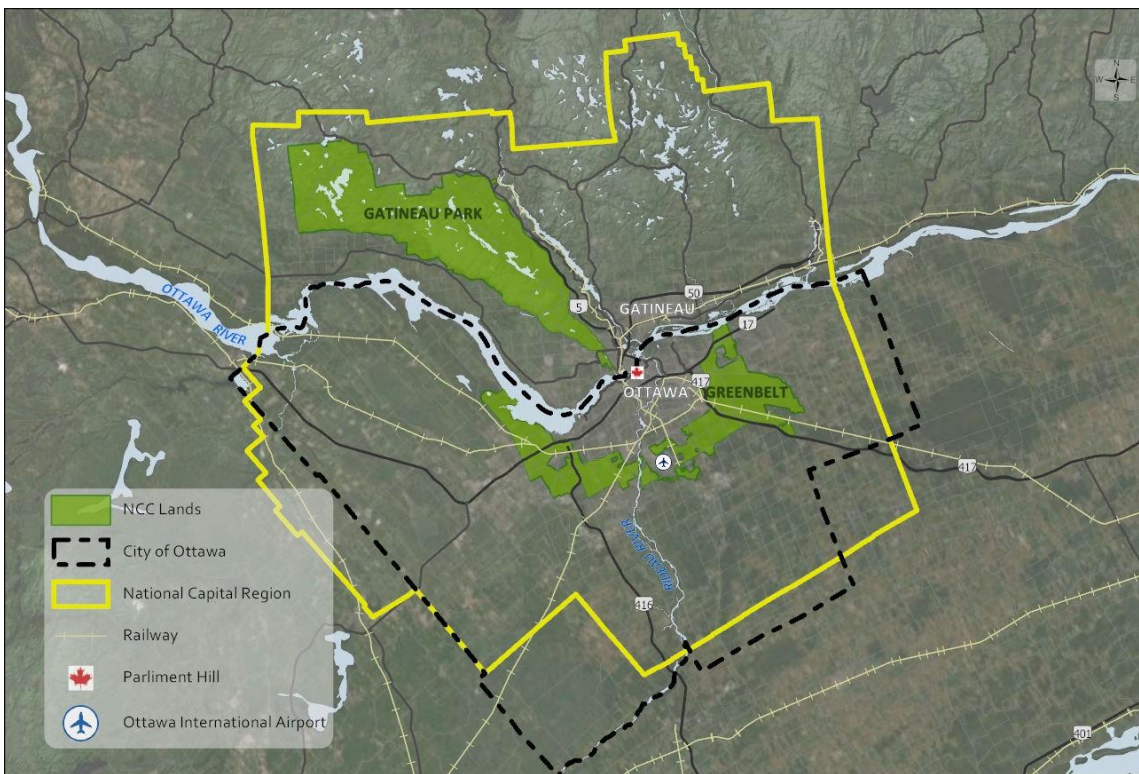 N
W E
S
GATINEAU PARK
OTTAWA RIVER
GATINEAU
50
5
17
417
OTTAWA
GREENBELT
417
RIDEAU RIVER
416
401
NCC Lands
City of Ottawa
National Capital Region
Railway
Parliment Hill
Ottawa International Airport